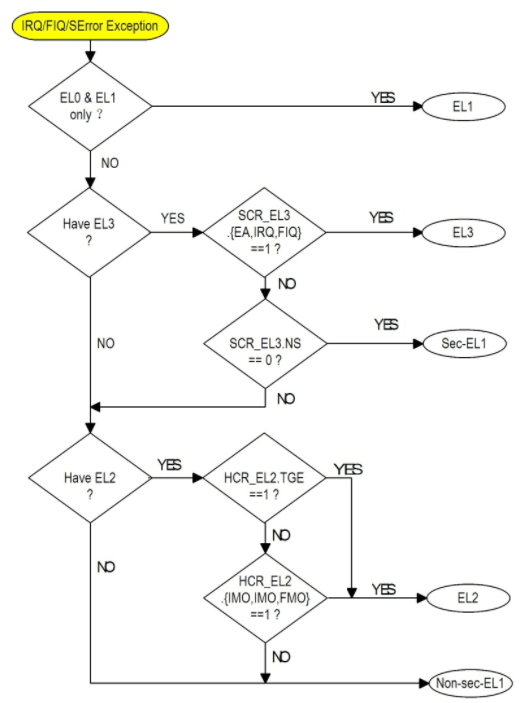 IRQ/FIQ/SError Exception
EL0 & EL1
only ?
YES
EL1
NO
Have EL3
?
YES
SCR_EL3
.{EA,IRQ,FIQ}
==1 ?
YES
EL3
NO
SCR_EL3.NS
== 0 ?
YES
Sec-EL1
NO
NO
Have EL2
?
YES
HCR_EL2.TGE
==1 ?
YES
NO
NO
HCR_EL2
.{IMO,IMO,FMO}
==1 ?
YES
EL2
NO
Non-sec-EL1